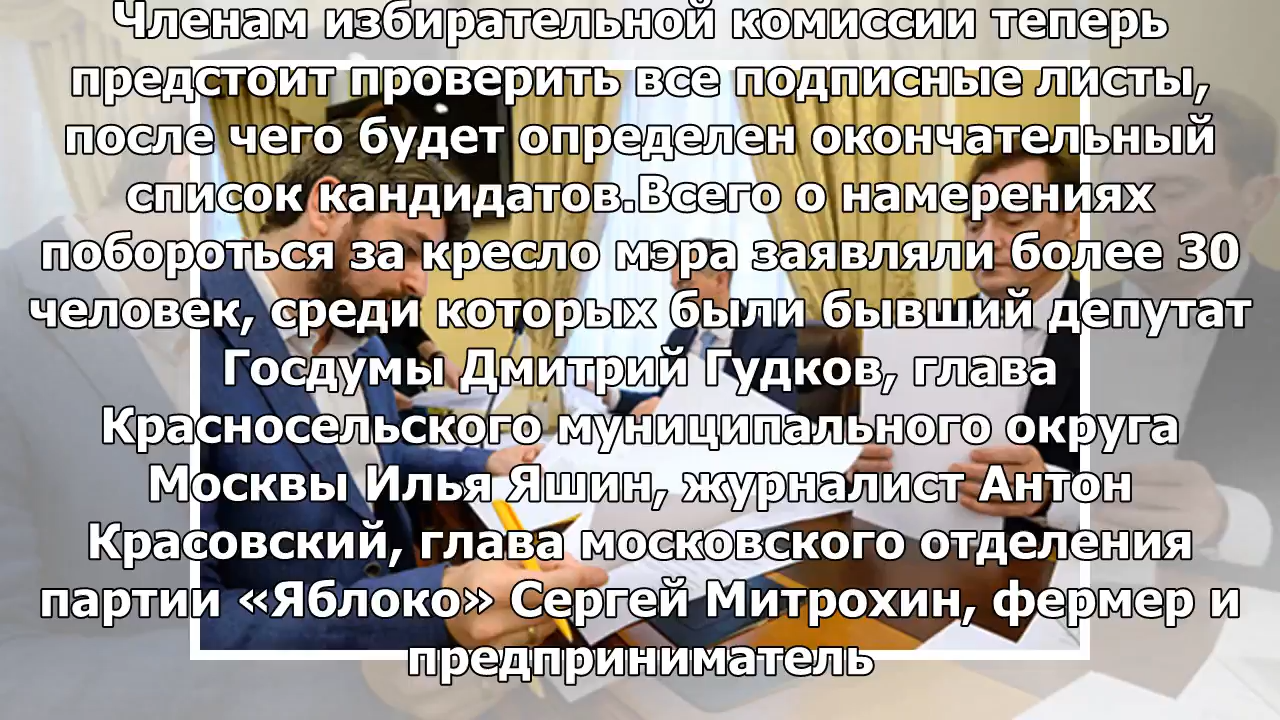 Членам избирательной комиссии теперь
предстоит проверить все подписные листы,
после чего будет определен окончательный
список кандидатов.Всего о намерениях
побороться за кресло мэра заявляли более 30
человек, среди которых были бывший депутат
Госдумы Дмитрий Гудков, глава
Красносельского муниципального округа
Москвы Илья Яшин, журналист Антон
Красовский, глава московского отделения
партии «Яблоко» Сергей Митрохин, фермер и
предприниматель